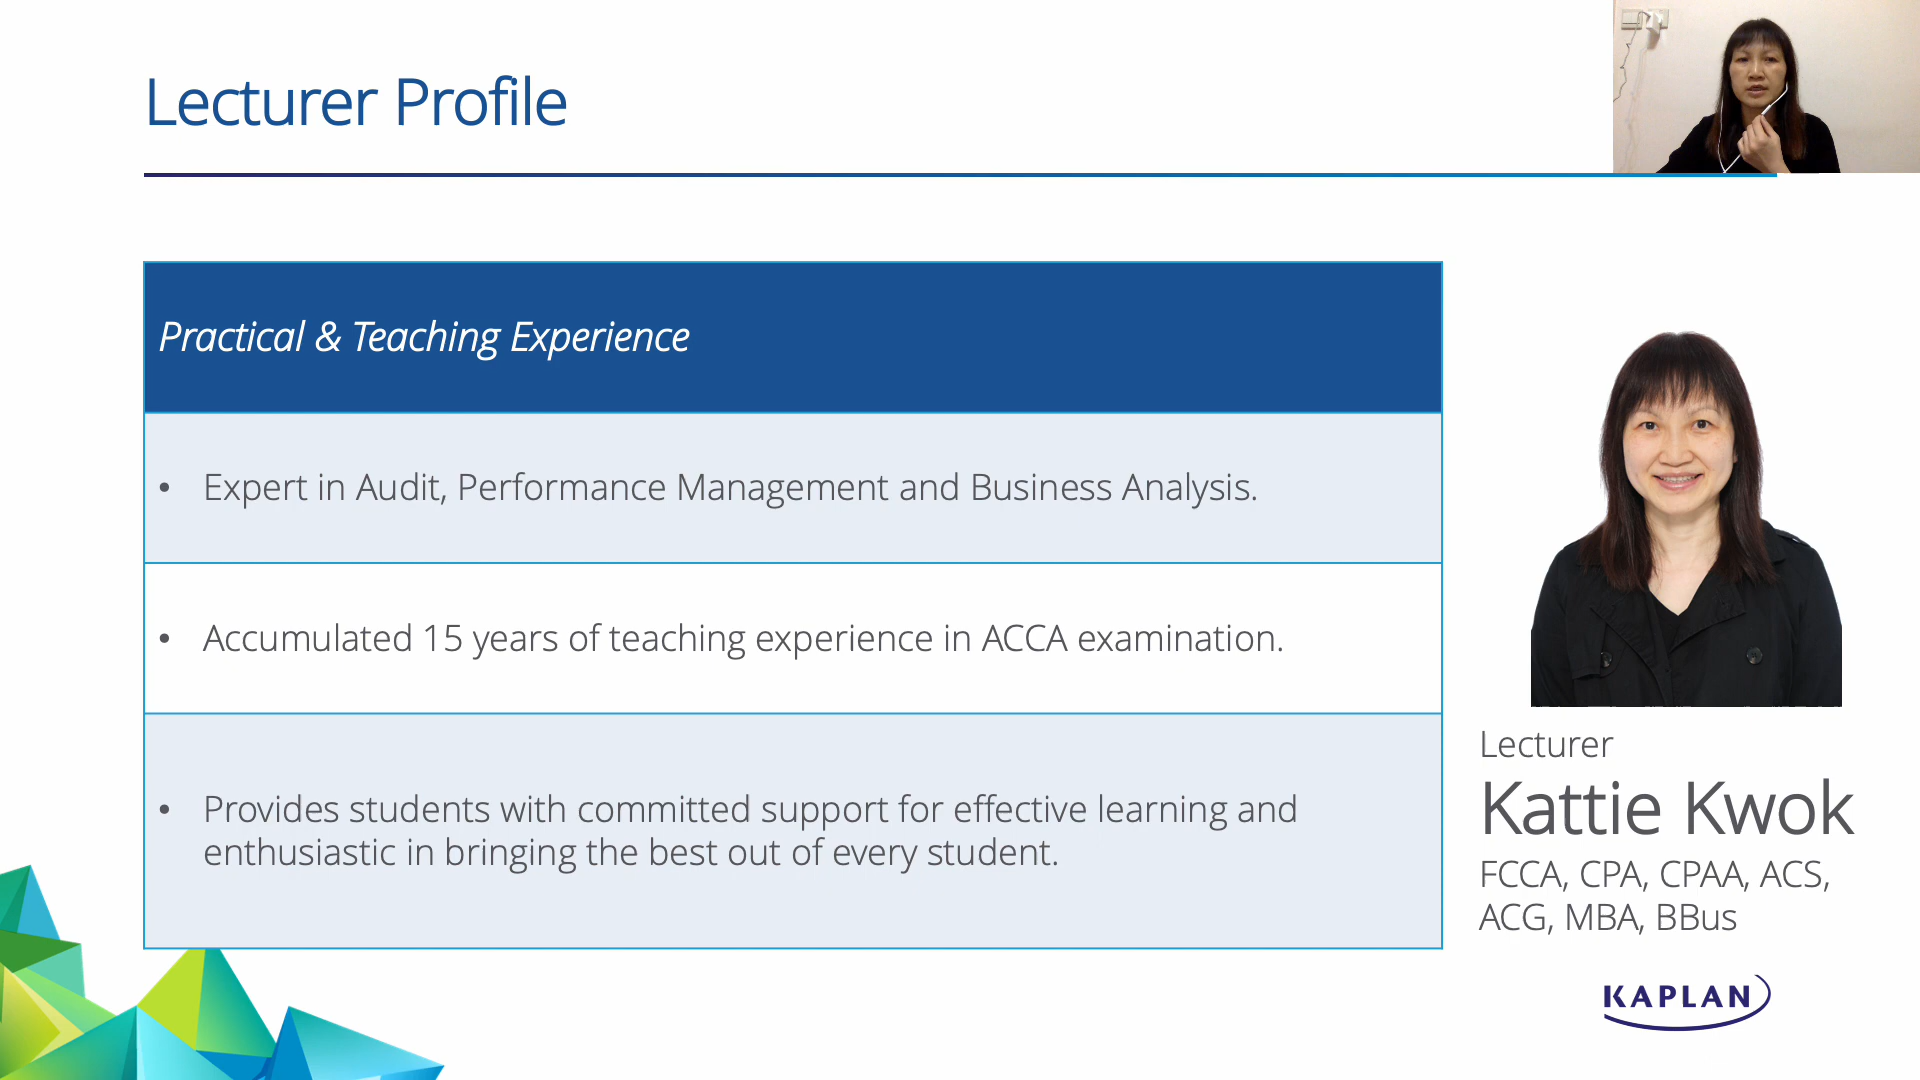 Lecturer Profile
Practical & Teaching Experience
• Expert in Audit, Performance Management and Business Analysis.
• Accumulated 15 years of teaching experience in ACCA examination.
• Provides students with committed support for effective learning and
enthusiastic in bringing the best out of every student.
Lecturer
Kattie Kwok
FCCA, CPA, CPAA, ACS,
ACG, MBA, BBus
KAPLAN